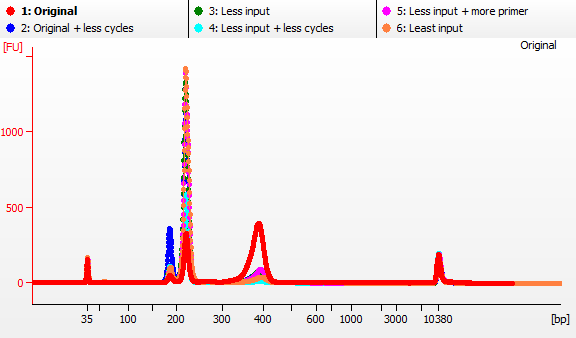 1: Original
3: Less input
5: Less input + more primer
2: Original + less cycles
4: Less input + less cycles
6: Least input
[FU]
Original
1000
500
0
35 100 200 300 400 600 1000 3000 10380 [bp]